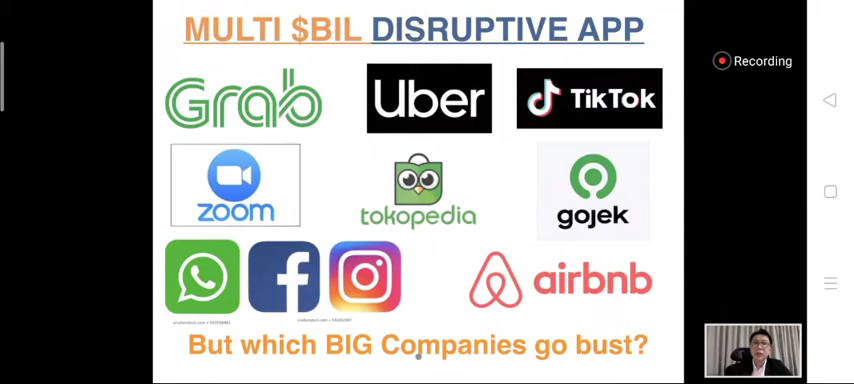 MULTI $BIL DISRUPTIVE APP
Recording
Grab
Uber
TikTok
zoom
tokopedia
gojek
airbnb
But which BIG Companies go bust?